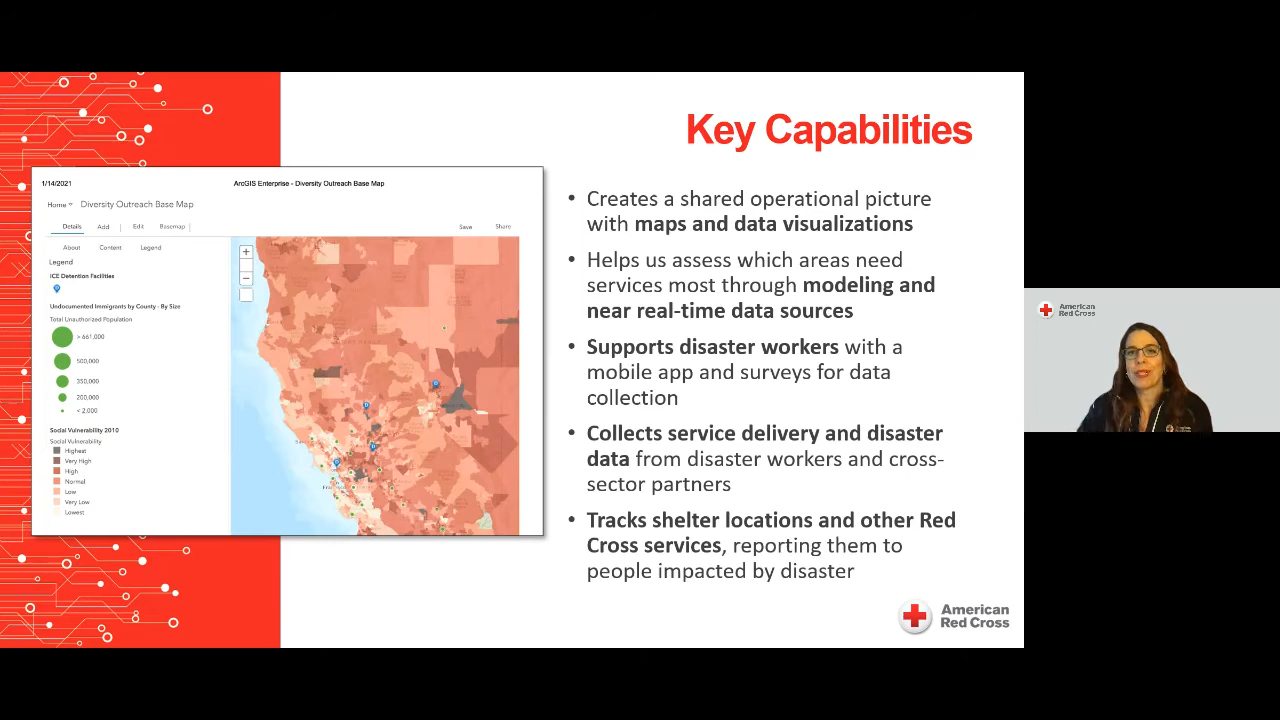 Key Capabilities
1/14/2021
ArcGIS Enterprise - Diversity Outreach Base Map
Home
Diversity Outreach Base Map
Details
Add
Edit
Basemap
Save
Share
About
Content
Legend
Legend
ICE Detention Facilities
Undocumented Immigrants by County - By Size
Total Unauthorized Population
> 661,000
500,000
350,000
200,000
< 2,000
Social Vulnerability 2010
Social Vulnerability
Highest
Very High
High
Normal
Low
Very Low
Lowest
+
−
• Creates a shared operational picture
with maps and data visualizations
• Helps us assess which areas need
services most through modeling and
near real-time data sources
• Supports disaster workers with a
mobile app and surveys for data
collection
• Collects service delivery and disaster
data from disaster workers and cross-
sector partners
• Tracks shelter locations and other Red
Cross services, reporting them to
people impacted by disaster
American
Red Cross
American
Red Cross